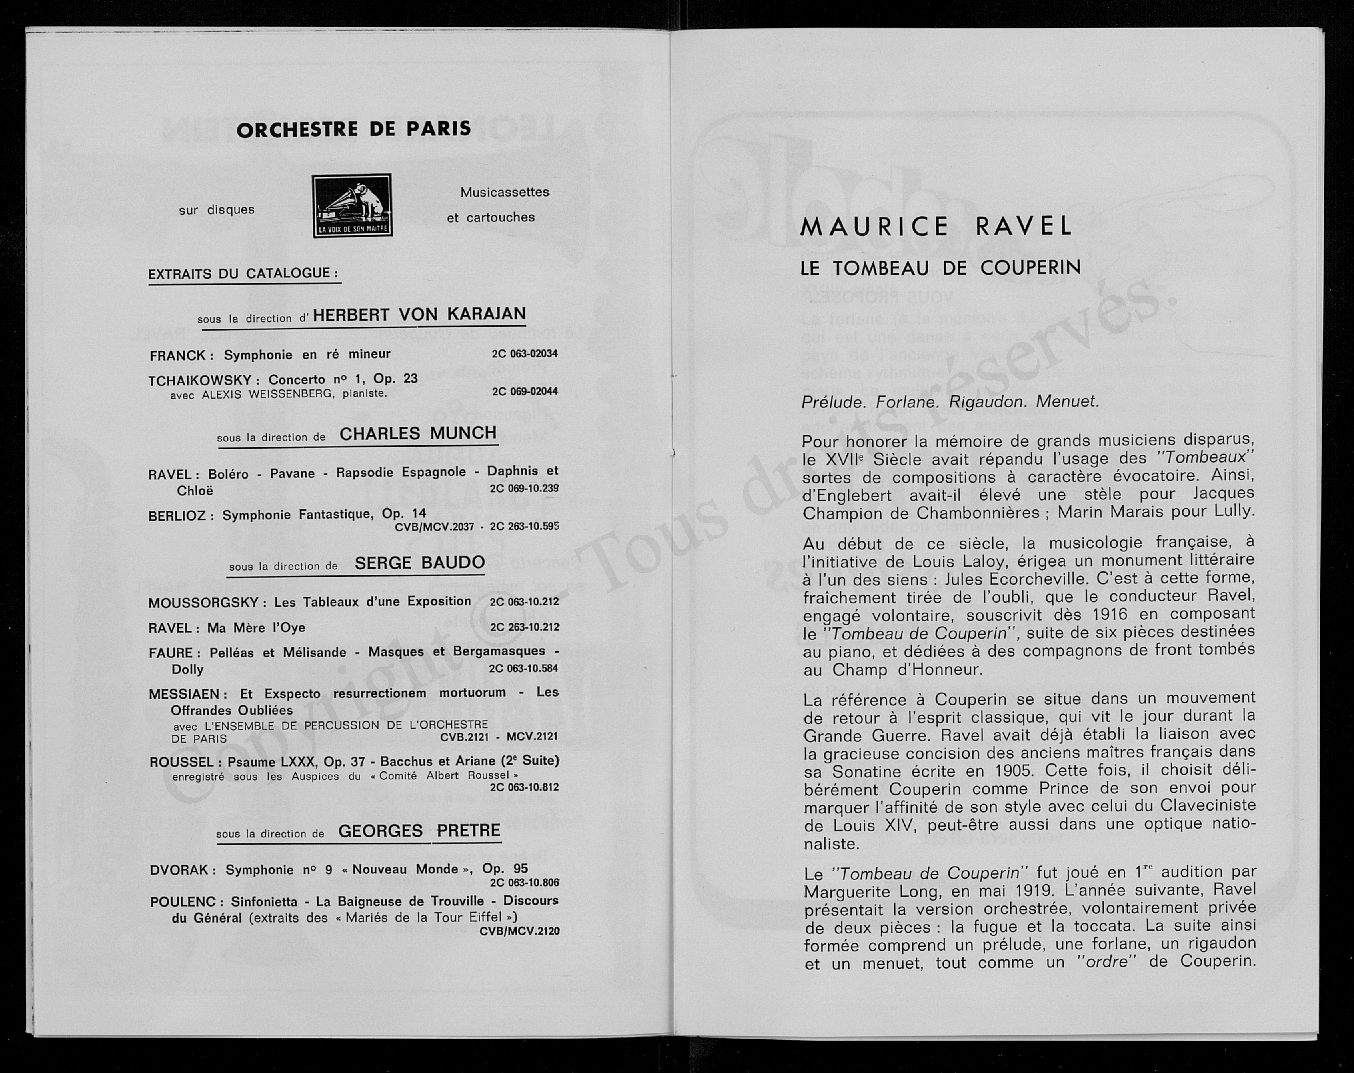 ORCHESTRE DE PARIS
sur disques
LA VOIX DE SON MAITRE
Musicassettes
et cartouches
EXTRAITS DU CATALOGUE :
sous la direction d' HERBERT VON KARAJAN
FRANCK : Symphonie en ré mineur 2C 063-02034
TCHAIKOWSKY : Concerto nº 1, Op. 23
avec ALEXIS WEISSENBERG, pianiste. 2C 069-02044
sous la direction de CHARLES MUNCH
RAVEL : Boléro - Pavane - Rapsodie Espagnole - Daphnis et
Chloë 2C 069-10.239
BERLIOZ : Symphonie Fantastique, Op. 14
CVB/MCV.2037 - 2C 263-10.595
sous la direction de SERGE BAUDO
MOUSSORGSKY : Les Tableaux d'une Exposition 2C 063-10.212
RAVEL : Ma Mère l'Oye 2C 263-10.212
FAURE : Pelléas et Mélisande - Masques et Bergamasques -
Dolly 2C 063-10.584
MESSIAEN : Et Exspecto resurrectionem mortuorum - Les
Offrandes Oubliées
avec L'ENSEMBLE DE PERCUSSION DE L'ORCHESTRE
DE PARIS CVB.2121 - MCV.2121
ROUSSEL : Psaume LXXX, Op. 37 - Bacchus et Ariane (2e Suite)
enregistré sous les Auspices du « Comité Albert Roussel »
2C 063-10.812
sous la direction de GEORGES PRETRE
DVORAK : Symphonie nº 9 « Nouveau Monde », Op. 95
2C 063-10.806
POULENC : Sinfonietta - La Baigneuse de Trouville - Discours
du Général (extraits des « Mariés de la Tour Eiffel »)
CVB/MCV.2120
MAURICE RAVEL
LE TOMBEAU DE COUPERIN
Prélude. Forlane. Rigaudon. Menuet.
Pour honorer la mémoire de grands musiciens disparus,
le XVIIe Siècle avait répandu l'usage des "Tombeaux"
sortes de compositions à caractère évocatoire. Ainsi,
d'Englebert avait-il élevé une stèle pour Jacques
Champion de Chambonnières ; Marin Marais pour Lully.
Au début de ce siècle, la musicologie française, à
l'initiative de Louis Laloy, érigea un monument littéraire
à l'un des siens : Jules Ecorcheville. C'est à cette forme,
fraîchement tirée de l'oubli, que le conducteur Ravel,
engagé volontaire, souscrivit dès 1916 en composant
le "Tombeau de Couperin", suite de six pièces destinées
au piano, et dédiées à des compagnons de front tombés
au Champ d'Honneur.
La référence à Couperin se situe dans un mouvement
de retour à l'esprit classique, qui vit le jour durant la
Grande Guerre. Ravel avait déjà établi la liaison avec
la gracieuse concision des anciens maîtres français dans
sa Sonatine écrite en 1905. Cette fois, il choisit déli-
bérément Couperin comme Prince de son envoi pour
marquer l'affinité de son style avec celui du Claveciniste
de Louis XIV, peut-être aussi dans une optique natio-
naliste.
Le "Tombeau de Couperin" fut joué en 1re audition par
Marguerite Long, en mai 1919. L'année suivante, Ravel
présentait la version orchestrée, volontairement privée
de deux pièces : la fugue et la toccata. La suite ainsi
formée comprend un prélude, une forlane, un rigaudon
et un menuet, tout comme un "ordre" de Couperin.
Copyright © - Tous droits réservés.